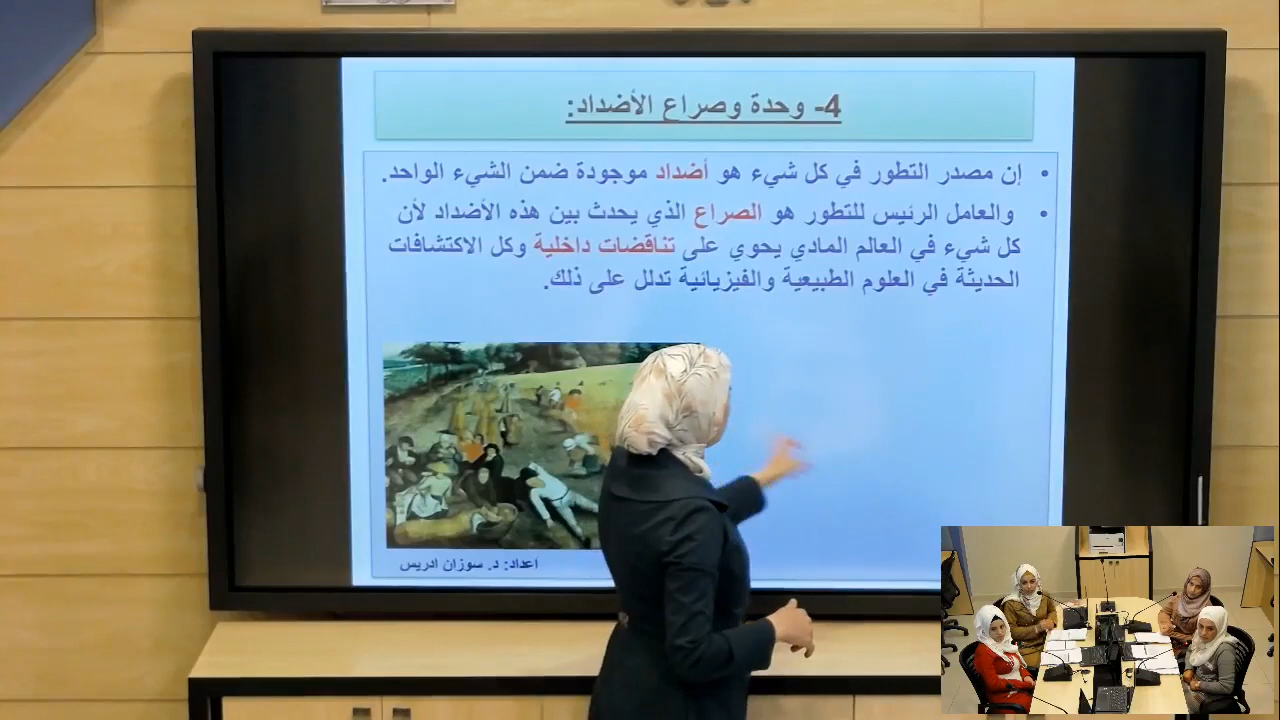 4- وحدة وصراع الأضداد:
• إن مصدر التطور في كل شيء هو أضداد موجودة ضمن الشيء الواحد.
• والعامل الرئيس للتطور هو الصراع الذي يحدث بين هذه الأضداد لأن
كل شيء في العالم المادي يحوي على تناقضات داخلية وكل الاكتشافات
الحديثة في العلوم الطبيعية والفيزيائية تدلل على ذلك.
اعداد: د. سوزان ادريس